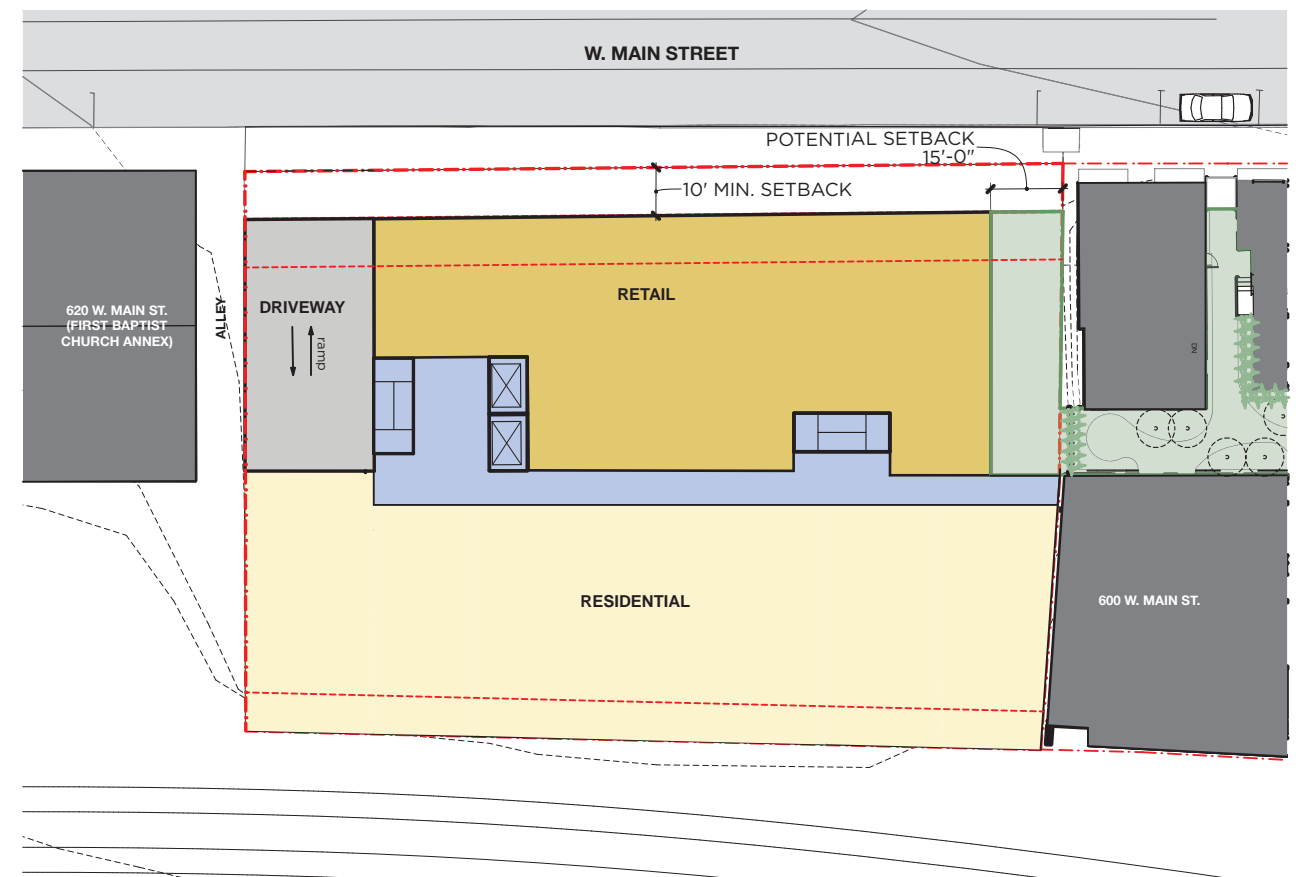 W. MAIN STREET
POTENTIAL SETBACK
15'-0"
10' MIN. SETBACK
RETAIL
620 W. MAIN ST.
(FIRST BAPTIST
CHURCH ANNEX)
ALLEY
DRIVEWAY
ramp
DN
RESIDENTIAL
600 W. MAIN ST.